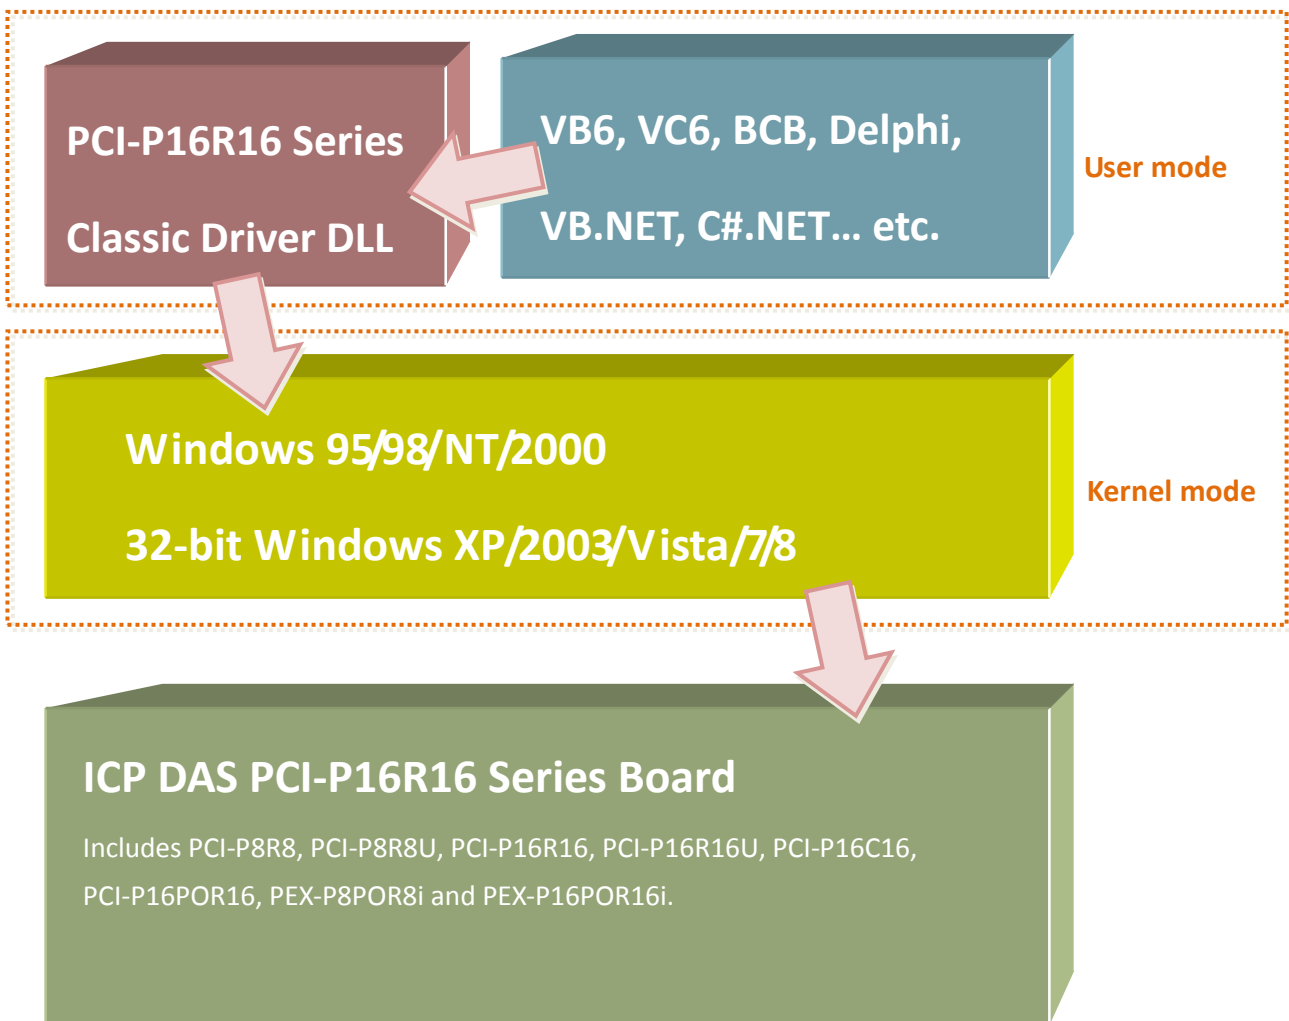 PCI-P16R16 Series
Classic Driver DLL
VB6, VC6, BCB, Delphi,
VB.NET, C#.NET... etc.
User mode
Windows 95/98/NT/2000
32-bit Windows XP/2003/Vista/7/8
Kernel mode
ICP DAS PCI-P16R16 Series Board
Includes PCI-P8R8, PCI-P8R8U, PCI-P16R16, PCI-P16R16U, PCI-P16C16,
PCI-P16POR16, PEX-P8POR8i and PEX-P16POR16i.